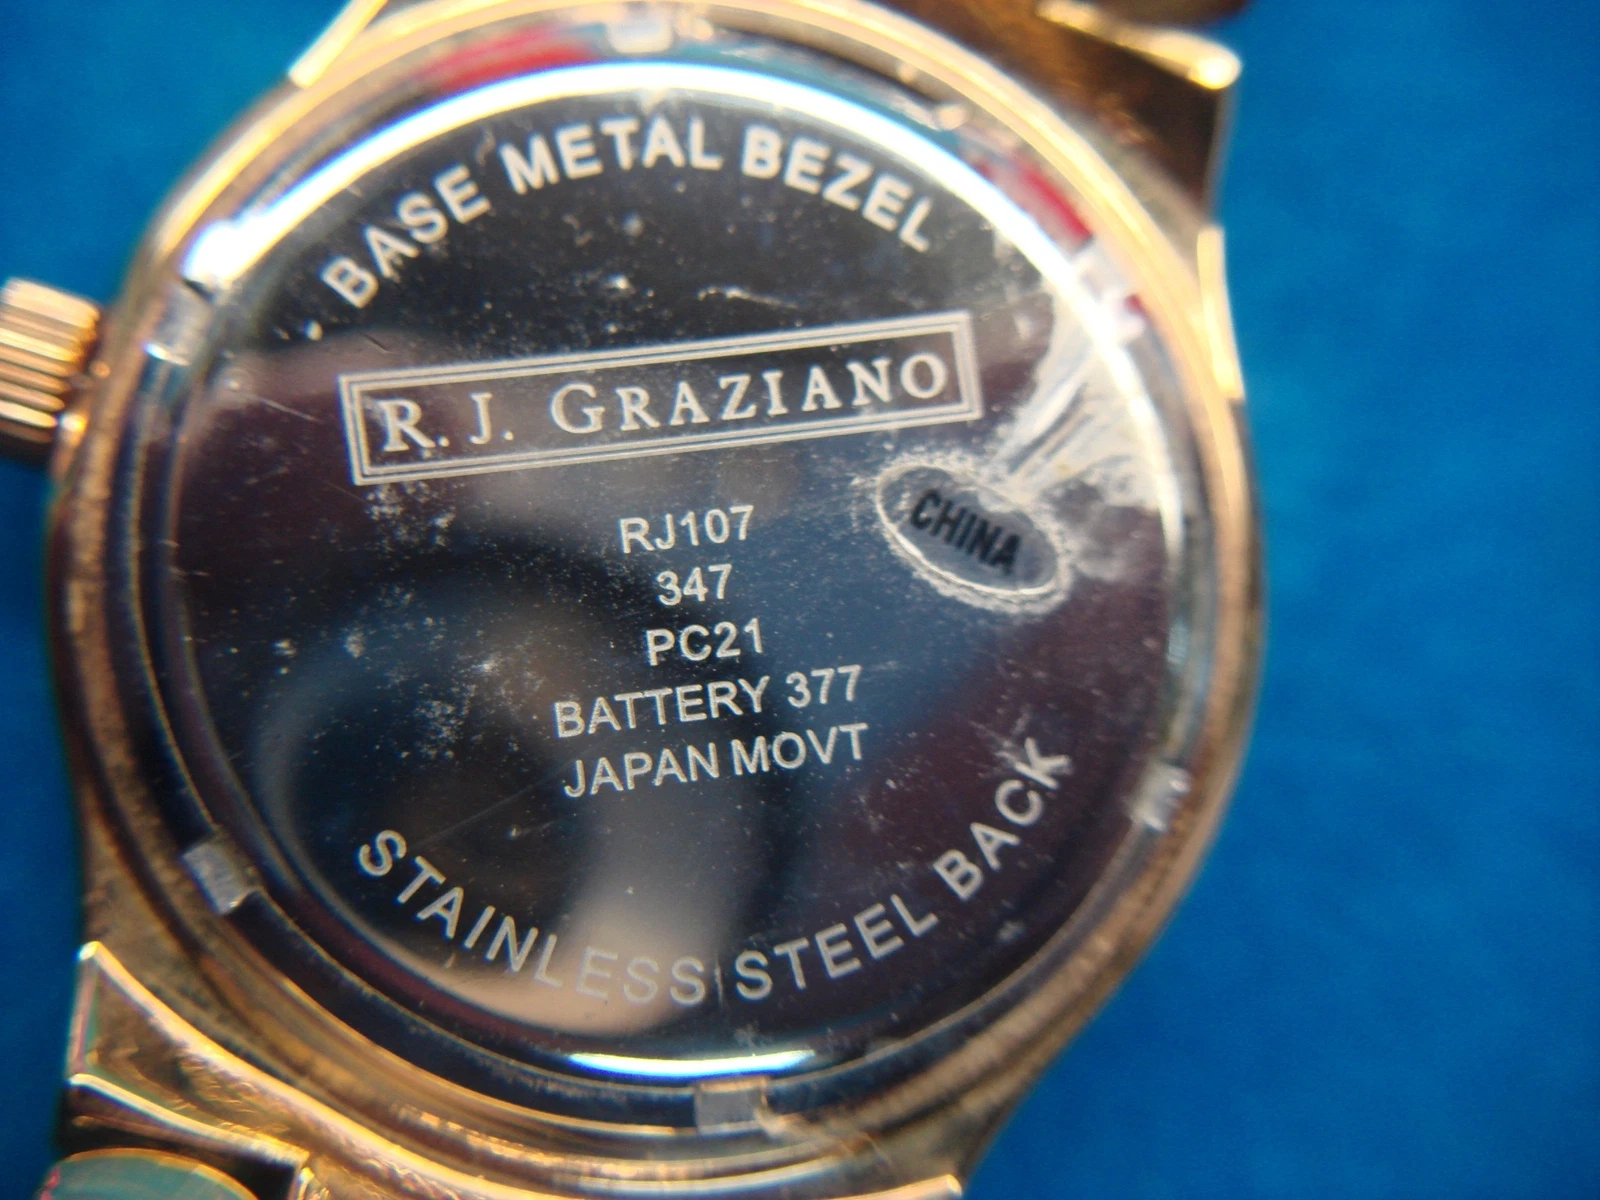 BASE METAL BEZEL
R. J. GRAZIANO
CHINA
RJ107
347
PC21
BATTERY 377
JAPAN MOVT
STAINLESS STEEL BACK